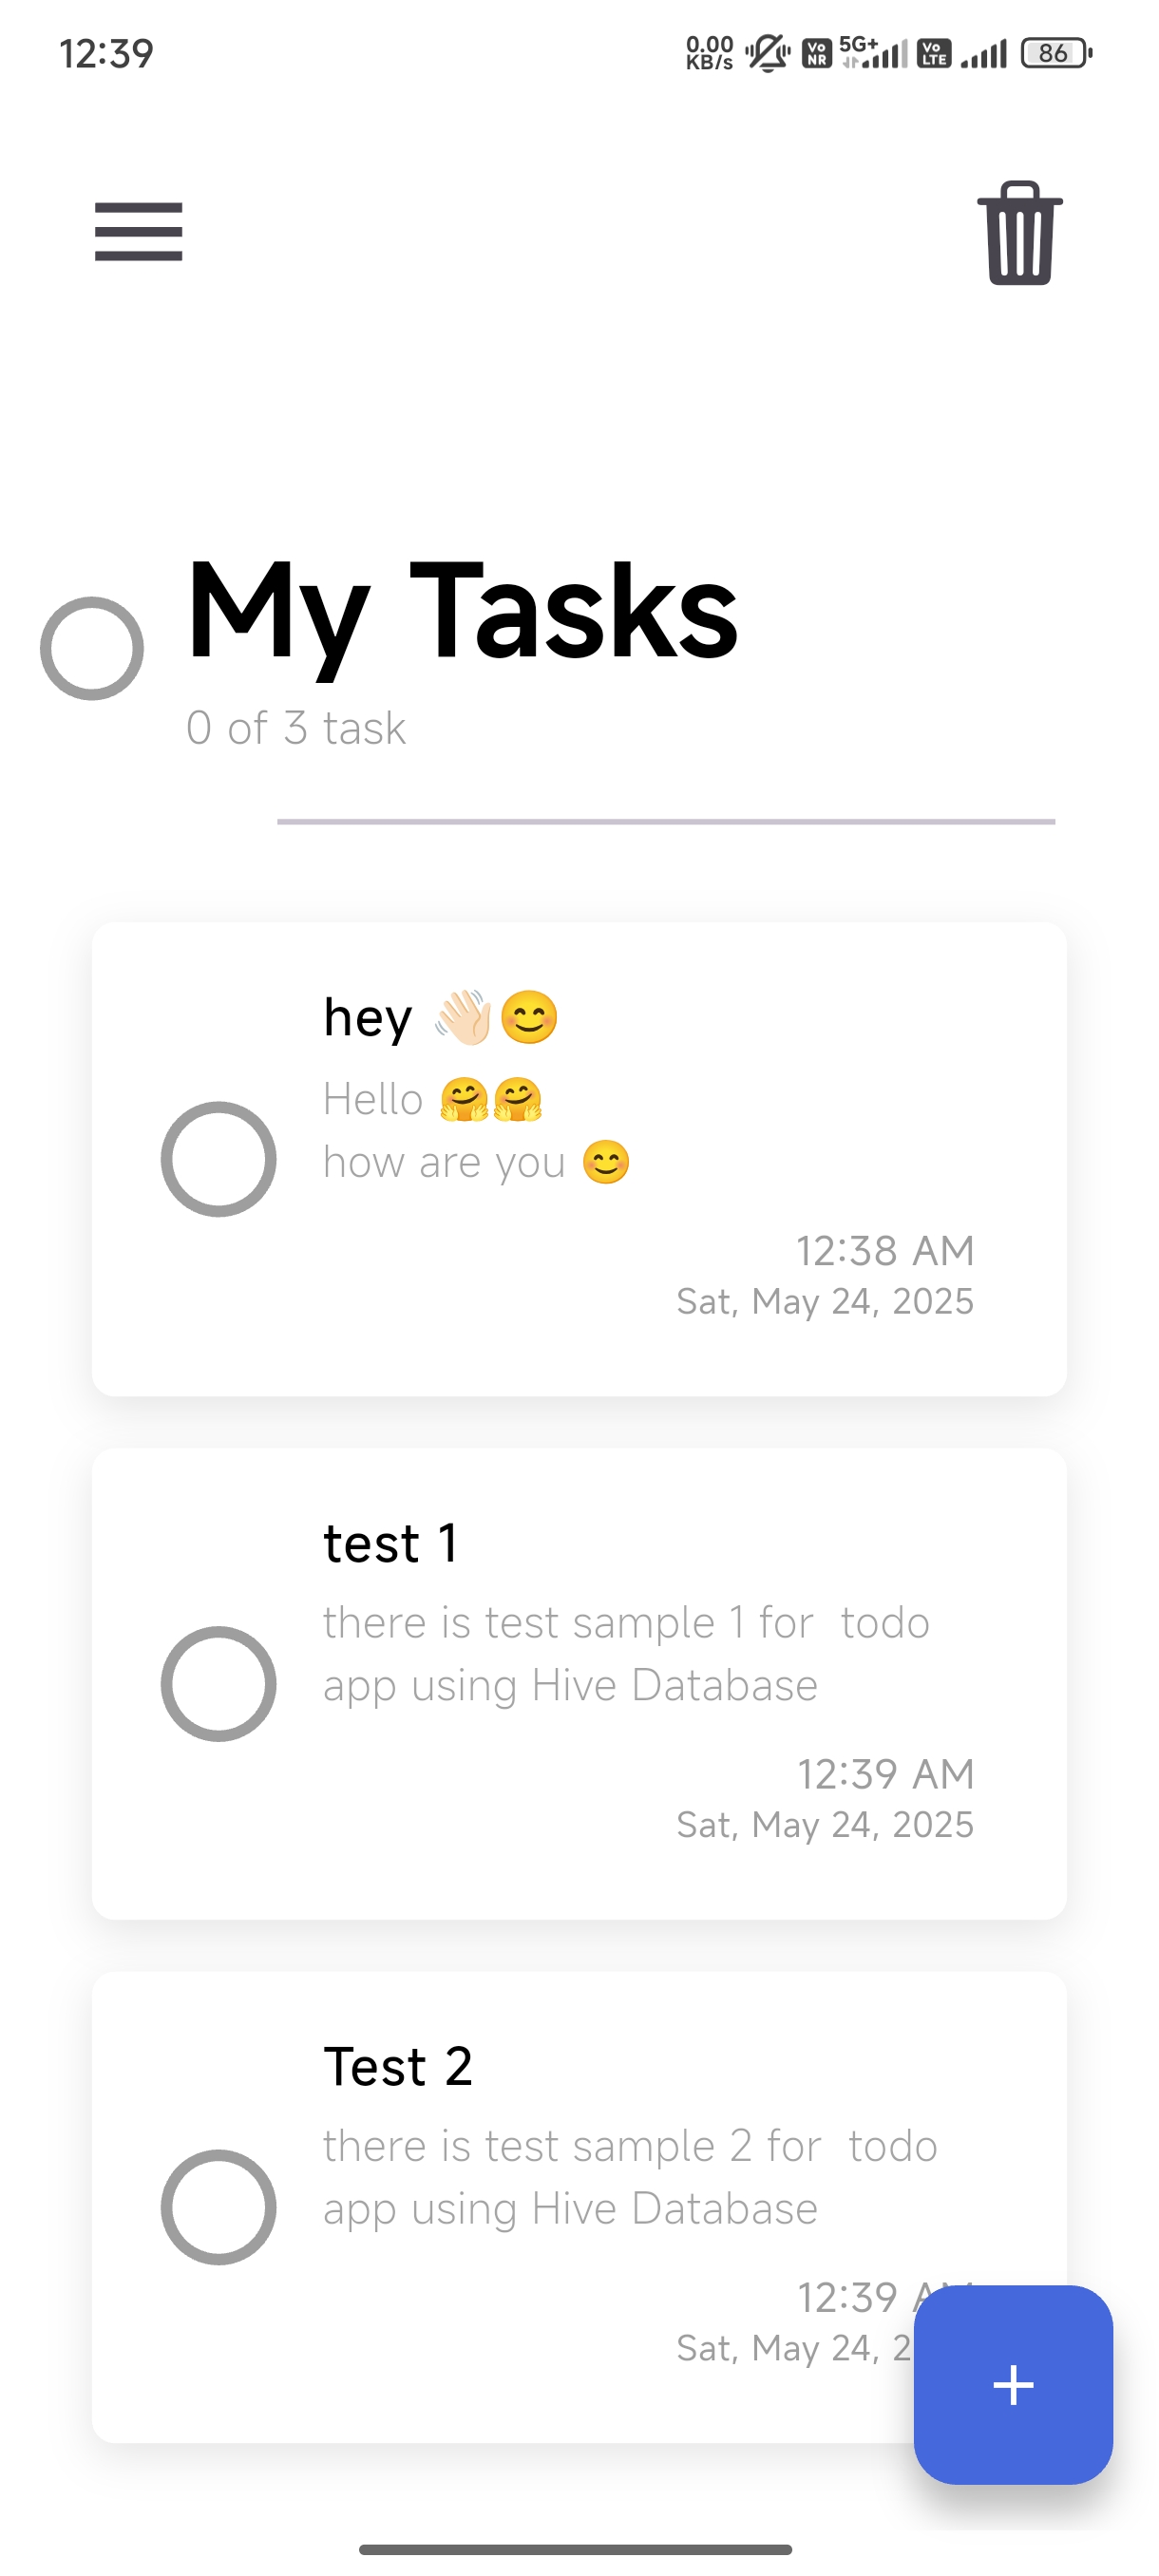 12:39
0.00
KB/s
Vo
NR
5G+
Vo
LTE
86
My Tasks
0 of 3 task
hey 👋🏻😊
Hello 🤗🤗
how are you 😊
12:38 AM
Sat, May 24, 2025
test 1
there is test sample 1 for  todo
app using Hive Database
12:39 AM
Sat, May 24, 2025
Test 2
there is test sample 2 for  todo
app using Hive Database
12:39
Sat, May 24,
+